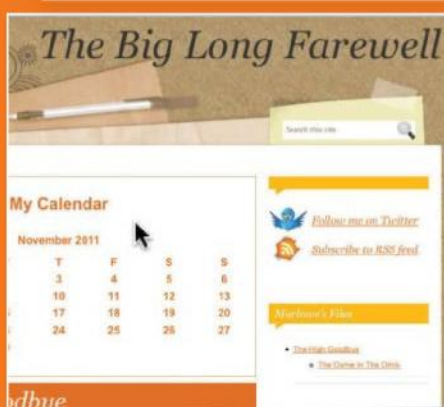 The Big Long Farewell
Search this site
My Calendar
November 2011
T F S S
3 4 5 6
10 11 12 13
17 18 19 20
24 25 26 27
Follow me on Twitter
Subscribe to RSS feed
Marlowe's Files
The High Goodbye
The Dame In The Drink
odbye